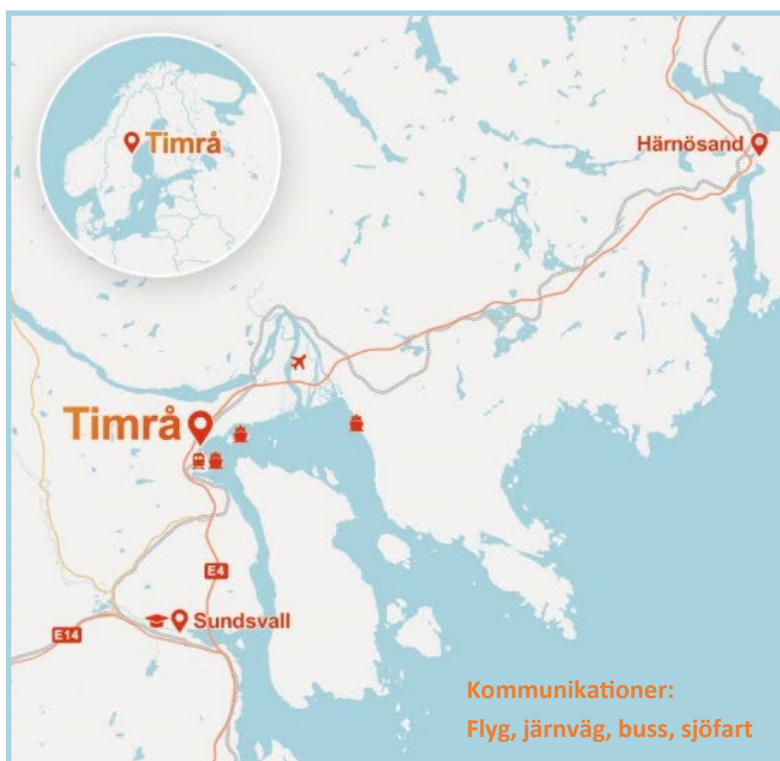 Timrå
Härnösand
Timrå
E4
Sundsvall
E14
Kommunikationer:
Flyg, järnväg, buss, sjöfart